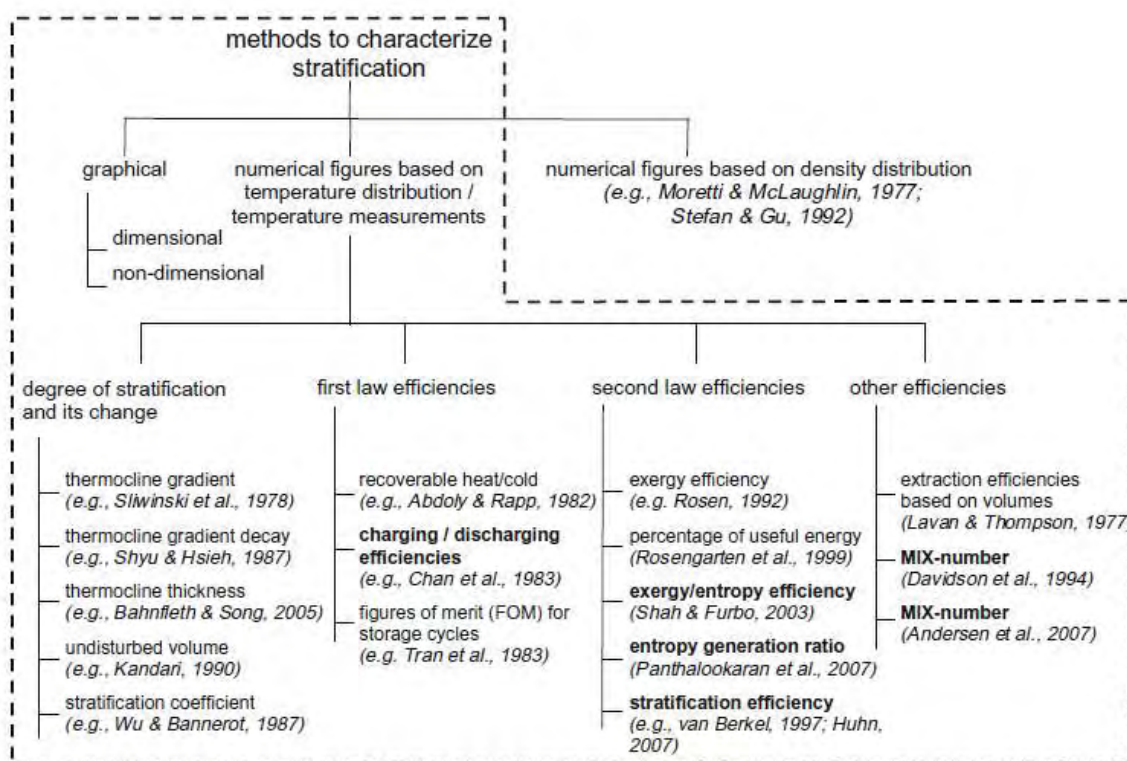 methods to characterize
stratification
graphical
dimensional
non-dimensional
numerical figures based on
temperature distribution /
temperature measurements
numerical figures based on density distribution
(e.g., Moretti & McLaughlin, 1977;
Stefan & Gu, 1992)
degree of stratification
and its change
thermocline gradient
(e.g., Sliwinski et al., 1978)
thermocline gradient decay
(e.g., Shyu & Hsieh, 1987)
thermocline thickness
(e.g., Bahnfleth & Song, 2005)
undisturbed volume
(e.g., Kandari, 1990)
stratification coefficient
(e.g., Wu & Bannerot, 1987)
first law efficiencies
recoverable heat/cold
(e.g., Abdoly & Rapp, 1982)
charging / discharging
efficiencies
(e.g., Chan et al., 1983)
figures of merit (FOM) for
storage cycles
(e.g. Tran et al., 1983)
second law efficiencies
exergy efficiency
(e.g. Rosen, 1992)
percentage of useful energy
(Rosengarten et al., 1999)
exergy/entropy efficiency
(Shah & Furbo, 2003)
entropy generation ratio
(Panthalookaran et al., 2007)
stratification efficiency
(e.g., van Berkel, 1997; Huhn,
2007)
other efficiencies
extraction efficiencies
based on volumes
(Lavan & Thompson, 1977)
MIX-number
(Davidson et al., 1994)
MIX-number
(Andersen et al., 2007)